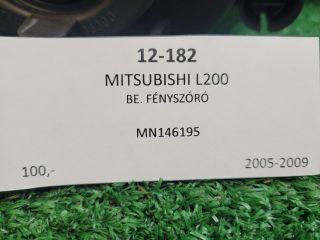 12-182
MITSUBISHI L200
BE. FÉNYSZÓRÓ
MN146195
100,- 2005-2009